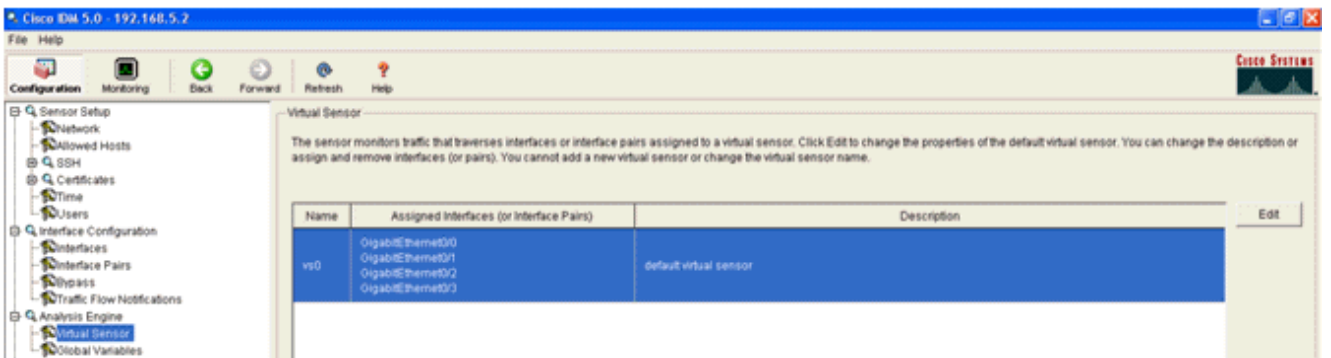 Cisco IDM 5.0 - 192.168.5.2
File Help
Configuration Monitoring Back Forward Refresh Help
CISCO SYSTEMS
Sensor Setup
Network
Allowed Hosts
SSH
Certificates
Time
Users
Interface Configuration
Interfaces
Interface Pairs
Bypass
Traffic Flow Notifications
Analysis Engine
Virtual Sensor
Global Variables
Virtual Sensor
The sensor monitors traffic that traverses interfaces or interface pairs assigned to a virtual sensor. Click Edit to change the properties of the default virtual sensor. You can change the description or
assign and remove interfaces (or pairs). You cannot add a new virtual sensor or change the virtual sensor name.
Name Assigned Interfaces (or Interface Pairs) Description Edit
GigabitEthernet0/0
GigabitEthernet0/1
vs0 default virtual sensor
GigabitEthernet0/2
GigabitEthernet0/3